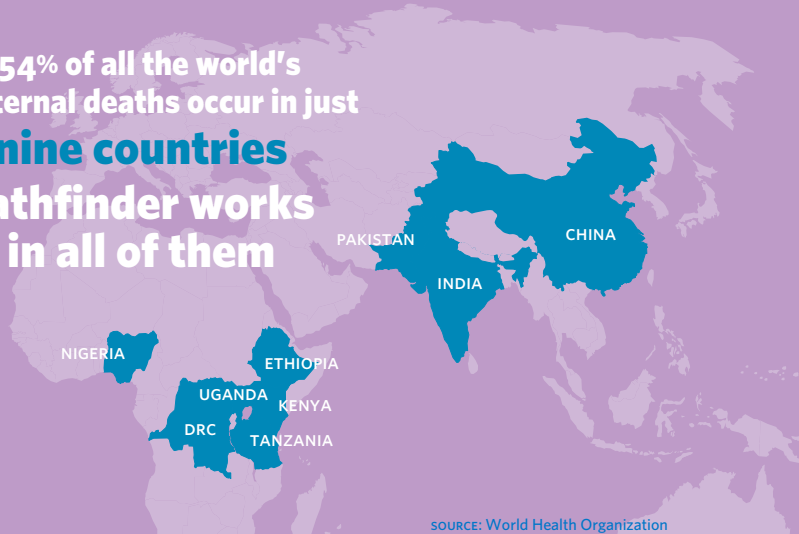 54% of all the world's
ternal deaths occur in just
nine countries
athfinder works
in all of them
PAKISTAN
CHINA
INDIA
NIGERIA
ETHIOPIA
UGANDA
KENYA
DRC
TANZANIA
SOURCE: World Health Organization